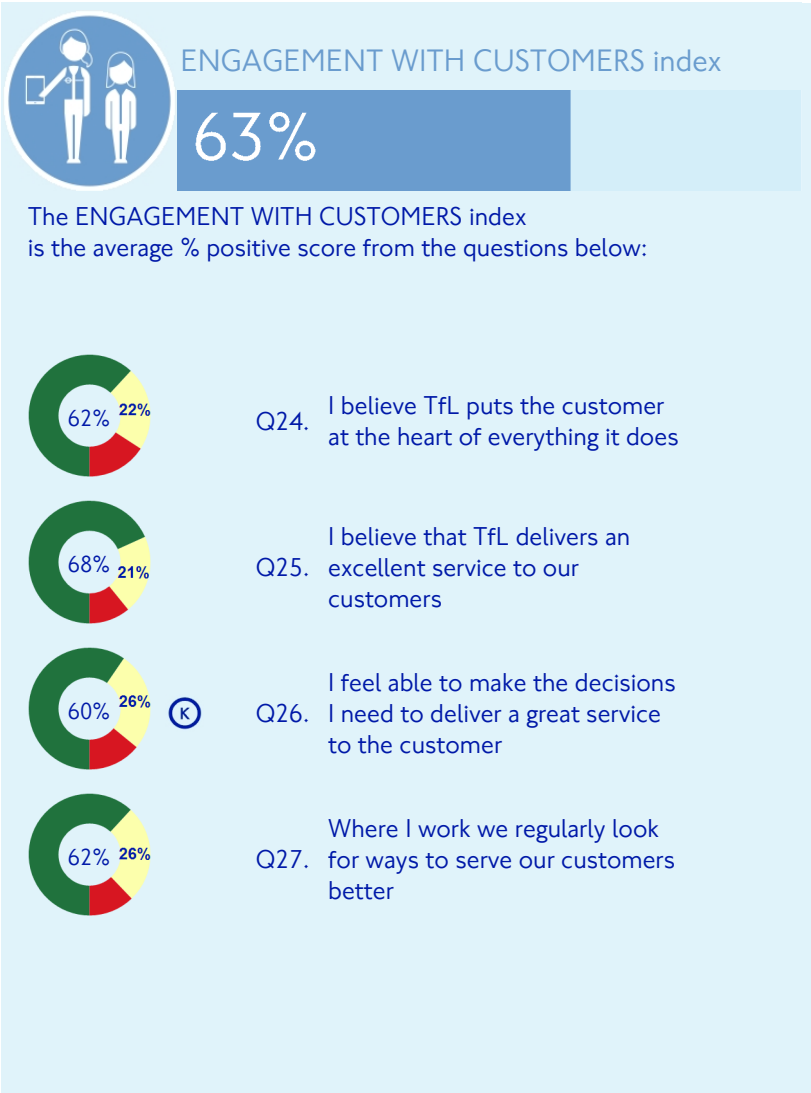 ENGAGEMENT WITH CUSTOMERS index
63%
The ENGAGEMENT WITH CUSTOMERS index
is the average % positive score from the questions below:
62%
22%
Q24.
I believe TfL puts the customer
at the heart of everything it does
68%
21%
Q25.
I believe that TfL delivers an
excellent service to our
customers
60%
26%
K
Q26.
I feel able to make the decisions
I need to deliver a great service
to the customer
62%
26%
Q27.
Where I work we regularly look
for ways to serve our customers
better